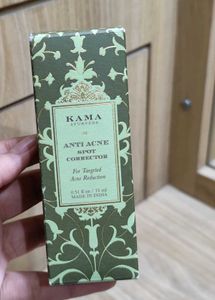 KAMA
AYURVEDA
ANTI ACNE
SPOT
CORRECTOR
For Targeted
Acne Reduction
0.51 fl oz / 15 ml
MADE IN INDIA